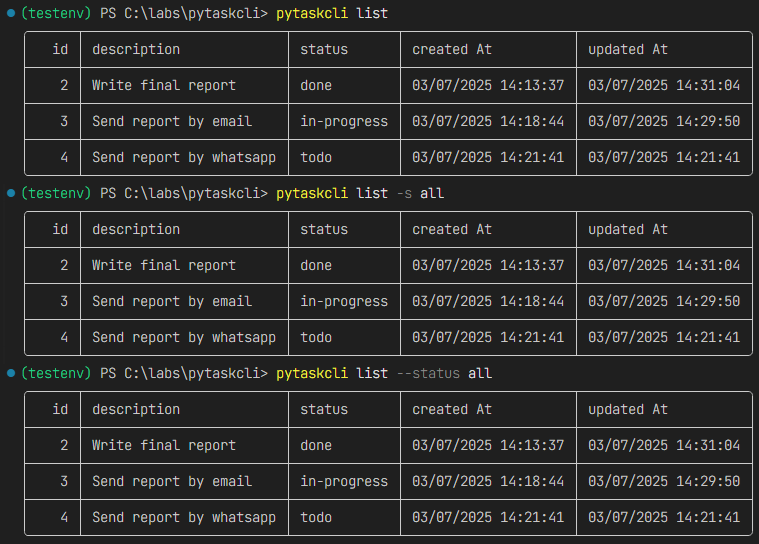 (testenv) PS C:\labs\pytaskcli> pytaskcli list
id description status created At updated At
2 Write final report done 03/07/2025 14:13:37 03/07/2025 14:31:04
3 Send report by email in-progress 03/07/2025 14:18:44 03/07/2025 14:29:50
4 Send report by whatsapp todo 03/07/2025 14:21:41 03/07/2025 14:21:41
(testenv) PS C:\labs\pytaskcli> pytaskcli list -s all
id description status created At updated At
2 Write final report done 03/07/2025 14:13:37 03/07/2025 14:31:04
3 Send report by email in-progress 03/07/2025 14:18:44 03/07/2025 14:29:50
4 Send report by whatsapp todo 03/07/2025 14:21:41 03/07/2025 14:21:41
(testenv) PS C:\labs\pytaskcli> pytaskcli list --status all
id description status created At updated At
2 Write final report done 03/07/2025 14:13:37 03/07/2025 14:31:04
3 Send report by email in-progress 03/07/2025 14:18:44 03/07/2025 14:29:50
4 Send report by whatsapp todo 03/07/2025 14:21:41 03/07/2025 14:21:41